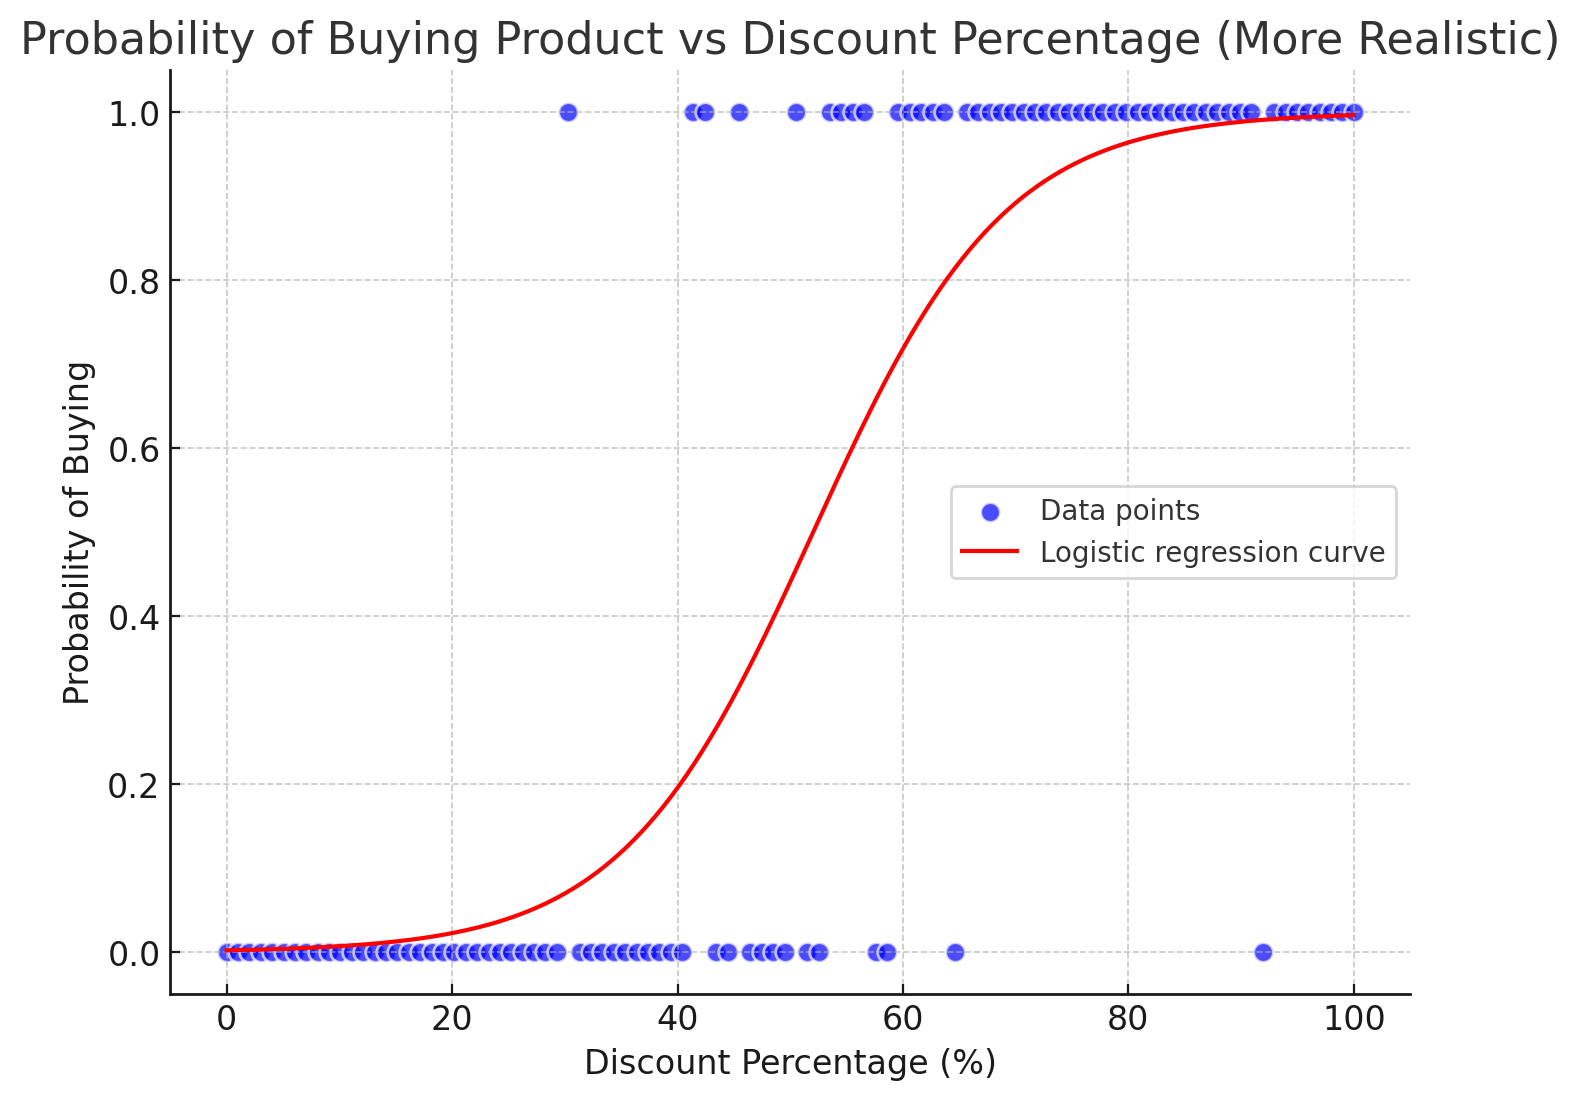 Probability of Buying Product vs Discount Percentage (More Realistic)
1.0
0.8
0.6
0.4
0.2
0.0
Probability of Buying
Data points
Logistic regression curve
0 20 40 60 80 100
Discount Percentage (%)